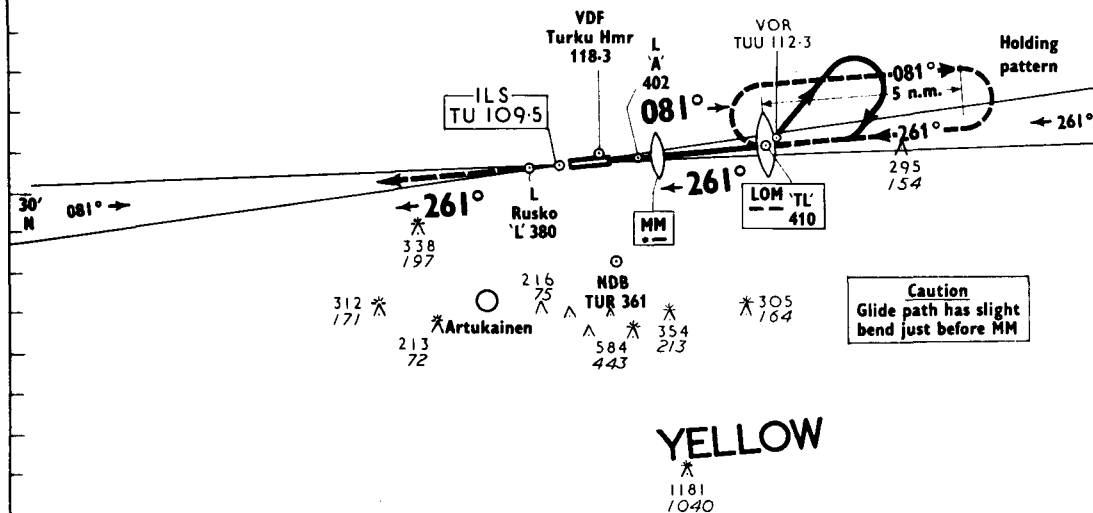 VDF
Turku Hmr
118·3
L
'A'
402
VOR
TUU 112·3
Holding
pattern
081°
5 n.m.
ILS
TU 109·5
081°
261°
261°
295
154
261°
LOM 'TL'
410
30'
N
081°
261°
L
Rusko
'L' 380
MM
338
197
NDB
TUR 361
216
75
312
171
Artukainen
213
72
584
443
354
213
305
164
Caution
Glide path has slight
bend just before MM
YELLOW
1181
1040